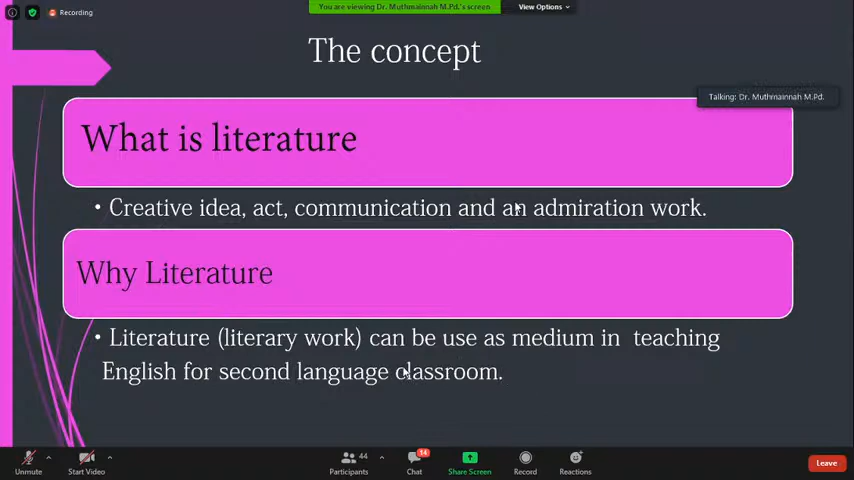 Recording
You are viewing Dr. Muthmainnah M.Pd.'s screen
View Options
The concept
Talking: Dr. Muthmainnah M.Pd.
What is literature
• Creative idea, act, communication and an admiration work.
Why Literature
• Literature (literary work) can be use as medium in teaching
English for second language classroom.
Unmute
Start Video
44
Participants
14
Chat
Share Screen
Record
Reactions
Leave